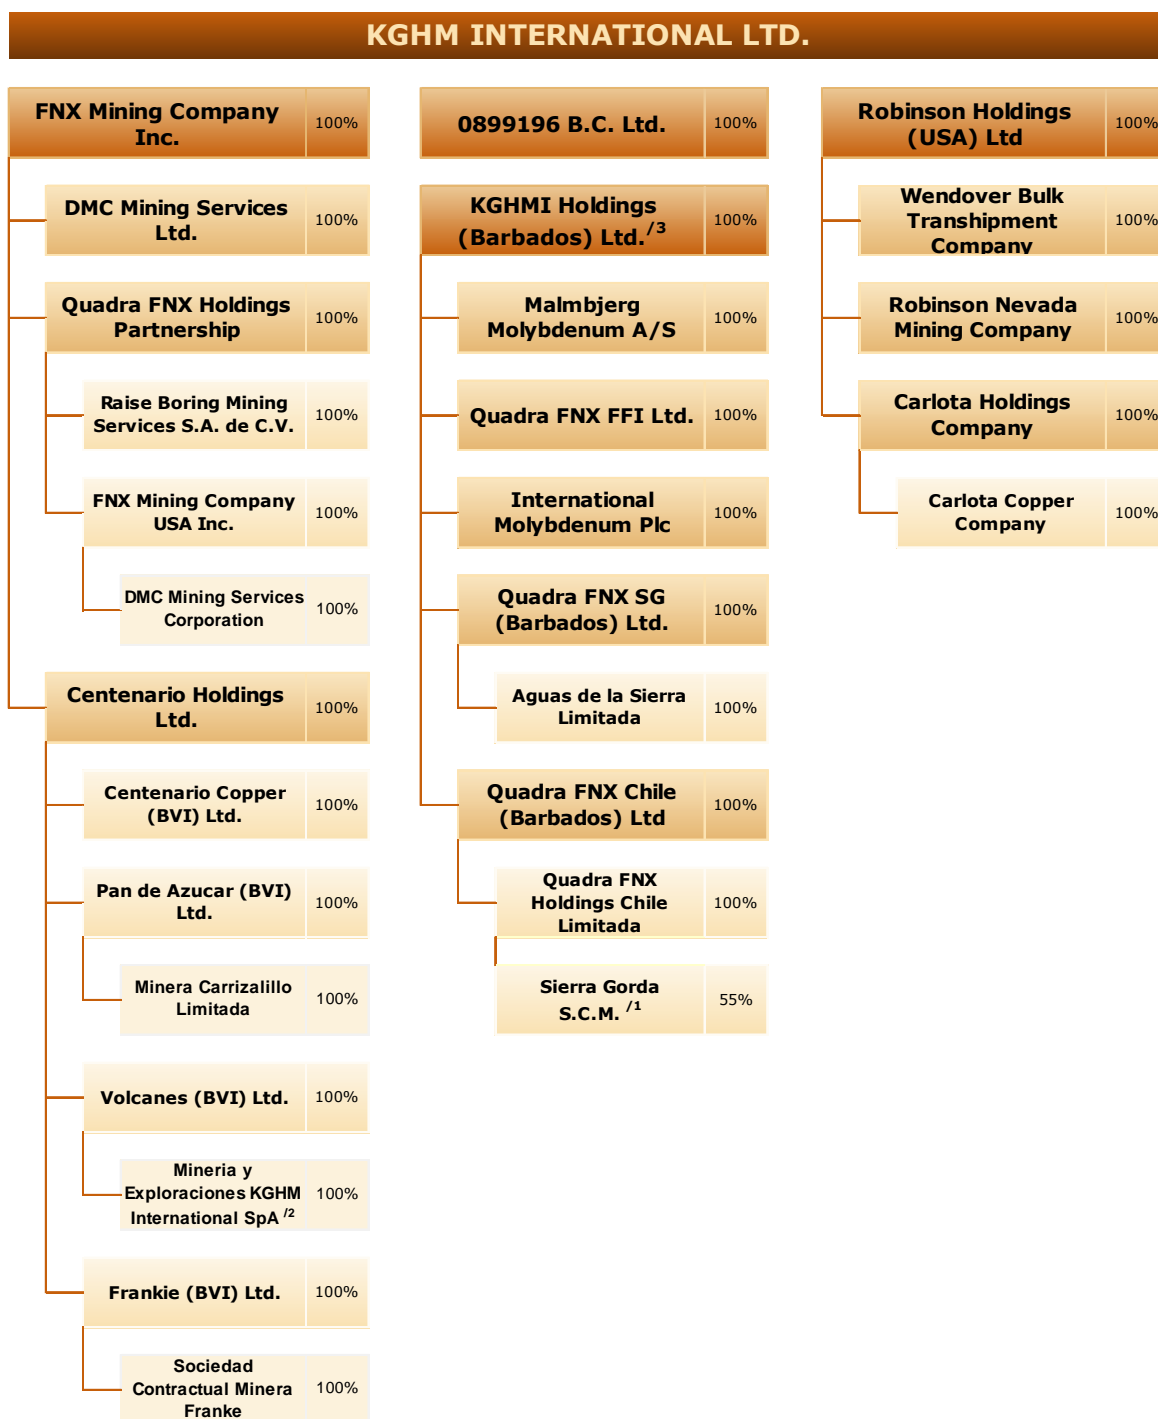 KGHM INTERNATIONAL LTD.
FNX Mining Company
Inc.
100%
DMC Mining Services
Ltd.
100%
Quadra FNX Holdings
Partnership
100%
Raise Boring Mining
Services S.A. de C.V.
100%
FNX Mining Company
USA Inc.
100%
DMC Mining Services
Corporation
100%
Centenario Holdings
Ltd.
100%
Centenario Copper
(BVI) Ltd.
100%
Pan de Azucar (BVI)
Ltd.
100%
Minera Carrizalillo
Limitada
100%
Volcanes (BVI) Ltd.
100%
Mineria y
Exploraciones KGHM
International SpA /2
100%
Frankie (BVI) Ltd.
100%
Sociedad
Contractual Minera
Franke
100%
0899196 B.C. Ltd.
100%
KGHMI Holdings
(Barbados) Ltd./3
100%
Malmbjerg
Molybdenum A/S
100%
Quadra FNX FFI Ltd.
100%
International
Molybdenum Plc
100%
Quadra FNX SG
(Barbados) Ltd.
100%
Aguas de la Sierra
Limitada
100%
Quadra FNX Chile
(Barbados) Ltd
100%
Quadra FNX
Holdings Chile
Limitada
100%
Sierra Gorda
S.C.M. /1
55%
Robinson Holdings
(USA) Ltd
100%
Wendover Bulk
Transhipment
Company
100%
Robinson Nevada
Mining Company
100%
Carlota Holdings
Company
100%
Carlota Copper
Company
100%